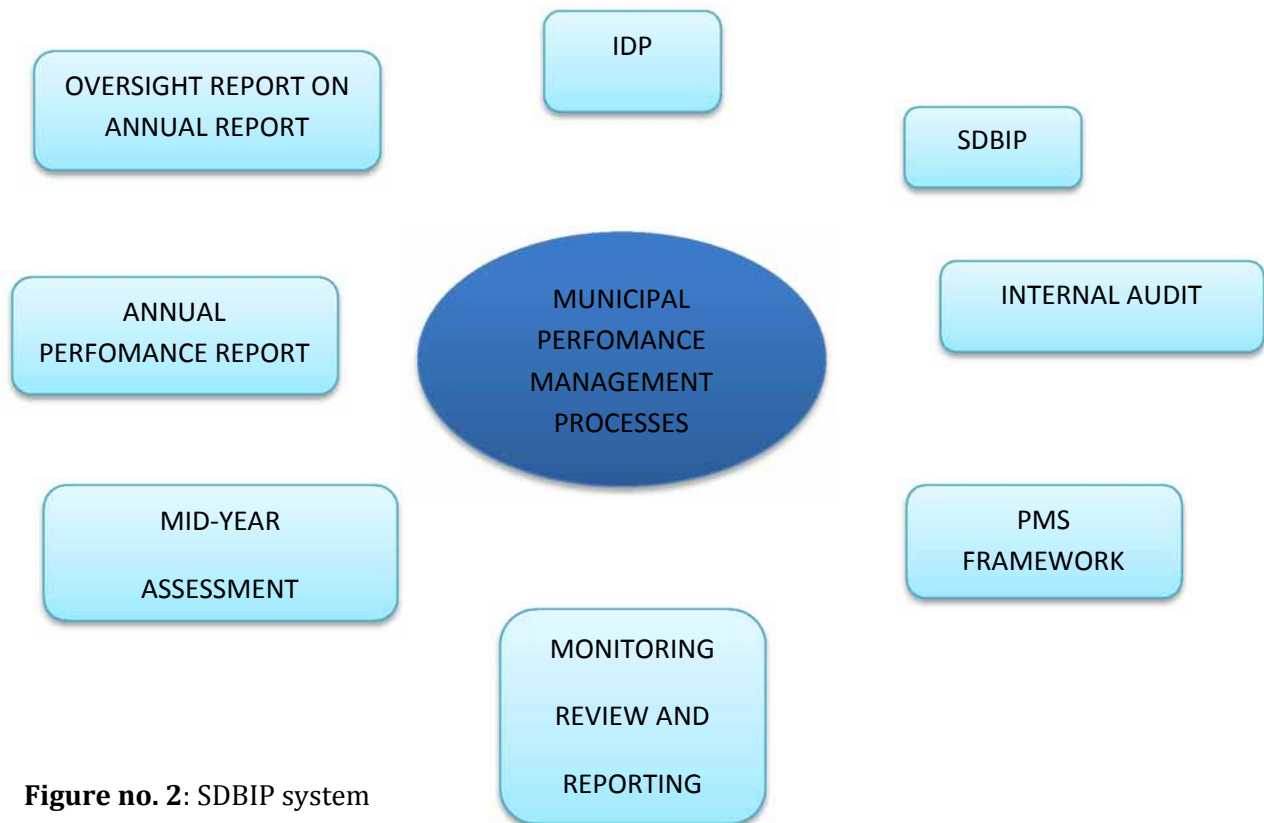 IDP
OVERSIGHT REPORT ON
ANNUAL REPORT
SDBIP
MUNICIPAL
PERFOMANCE
MANAGEMENT
PROCESSES
INTERNAL AUDIT
ANNUAL
PERFOMANCE REPORT
MID-YEAR
ASSESSMENT
PMS
FRAMEWORK
MONITORING
REVIEW AND
REPORTING
Figure no. 2: SDBIP system